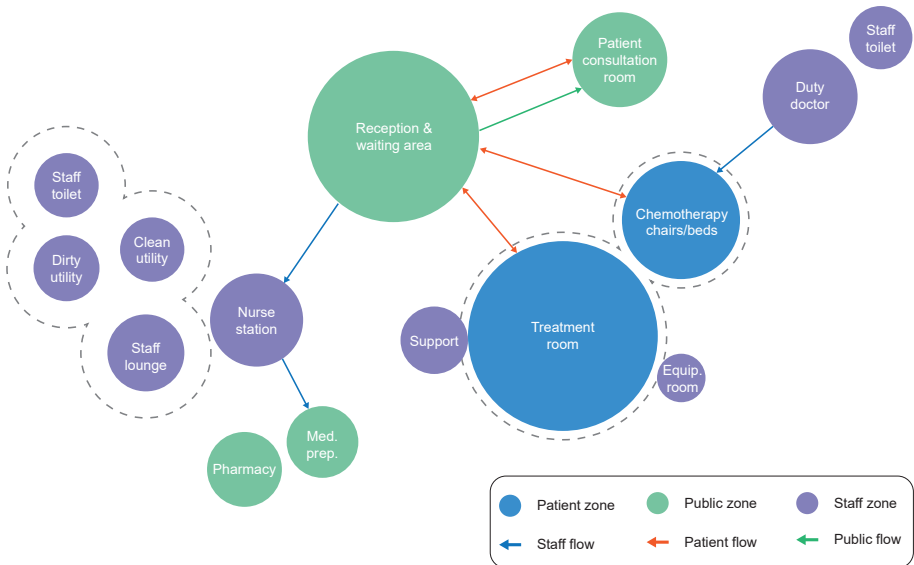 Patient
consultation
room
Staff
toilet
Duty
doctor
Reception &
waiting area
Staff
toilet
Chemotherapy
chairs/beds
Clean
utility
Dirty
utility
Nurse
station
Treatment
room
Support
Staff
lounge
Equip.
room
Med.
prep.
Pharmacy
Patient zone
Public zone
Staff zone
Staff flow
Patient flow
Public flow